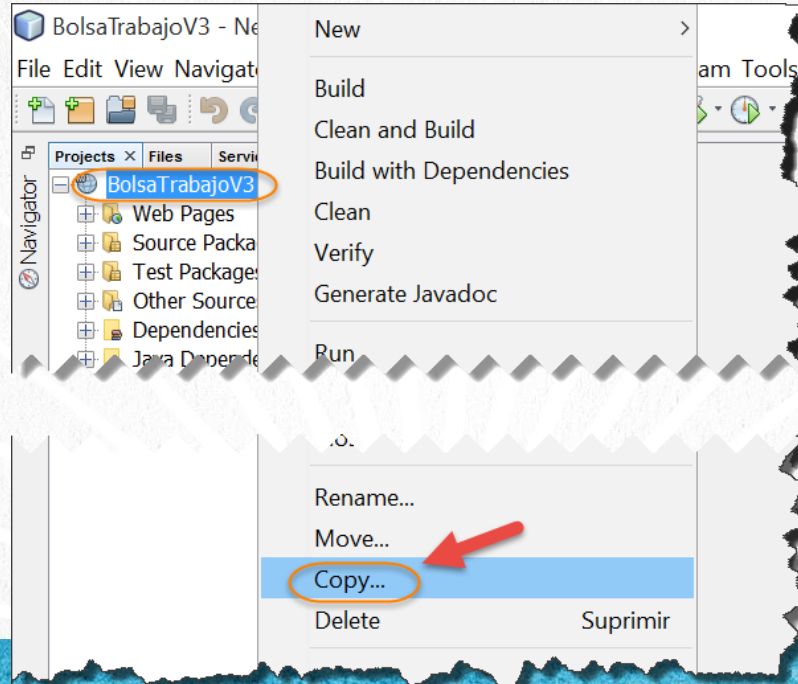 BolsaTrabajoV3 - Ne
File Edit View Navigat
am Tools
Projects × Files Servi
Navigator
BolsaTrabajoV3
Web Pages
Source Packa
Test Packages
Other Source
Dependencies
Java Depende
New >
Build
Clean and Build
Build with Dependencies
Clean
Verify
Generate Javadoc
Run
Rename...
Move...
Copy...
Delete Suprimir